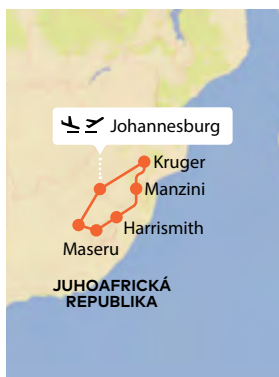 Johannesburg
Kruger
Manzini
Harrismith
Maseru
JUHOAFRICKÁ
REPUBLIKA